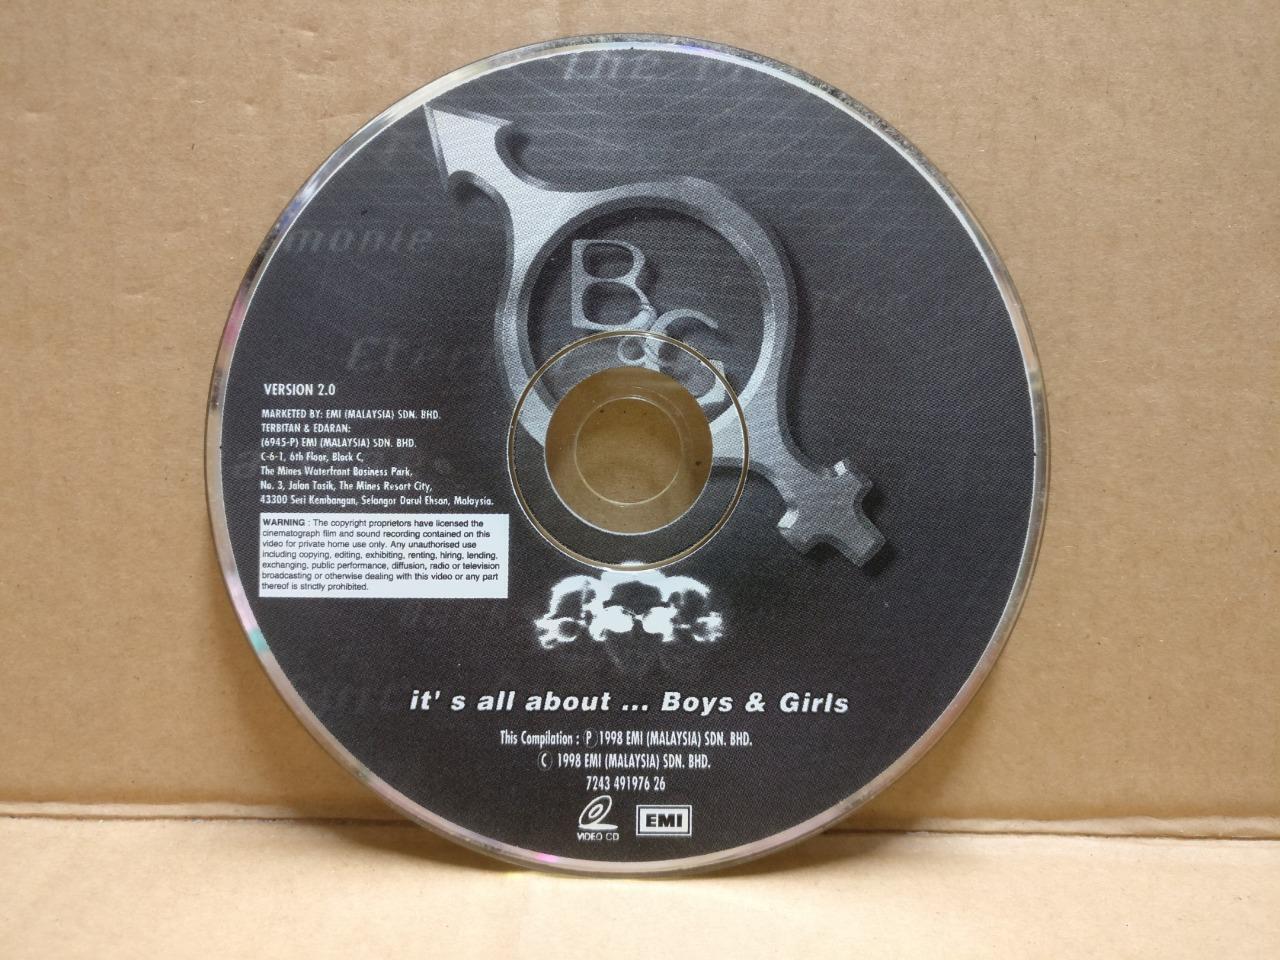 monie
B&G
VERSION 2.0
MARKETED BY: EMI (MALAYSIA) SDN. BHD.
TERBITAN & EDARAN:
(6945-P) EMI (MALAYSIA) SDN. BHD.
C-6-1, 6th Floor, Block C,
The Mines Waterfront Business Park,
No. 3, Jalan Tasik, The Mines Resort City,
43300 Seri Kembangan, Selangor Darul Ehsan, Malaysia.
WARNING : The copyright proprietors have licensed the
cinematograph film and sound recording contained on this
video for private home use only. Any unauthorised use
including copying, editing, exhibiting, renting, hiring, lending,
exchanging, public performance, diffusion, radio or television
broadcasting or otherwise dealing with this video or any part
thereof is strictly prohibited.
it' s all about ... Boys & Girls
This Compilation : Ⓟ 1998 EMI (MALAYSIA) SDN. BHD.
© 1998 EMI (MALAYSIA) SDN. BHD.
7243 491976 26
VIDEO CD
EMI